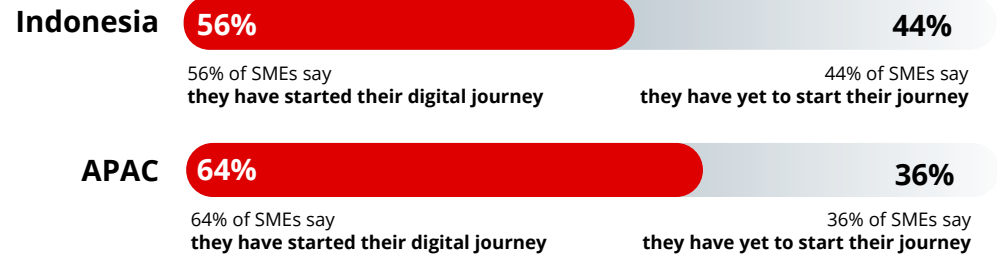 Indonesia
56%
44%
56% of SMEs say
they have started their digital journey
44% of SMEs say
they have yet to start their journey
APAC
64%
36%
64% of SMEs say
they have started their digital journey
36% of SMEs say
they have yet to start their journey